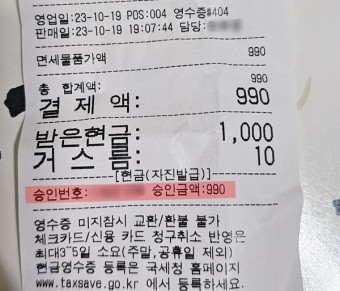 영업일:23-10-19 POS:004 영수증#404
판매일:23-10-19 19:07:44 담당:
면세물품가액 990
총 합계액: 990
결 제 액: 990
받은현금: 1,000
거 스 름: 10
[현금(자진발급)]
승인번호: 승인금액:990
영수증 미지참시 교환/환불 불가
체크카드/신용 카드 청구취소 반영은
최대3~5일 소요(주말,공휴일 제외)
현금영수증 등록은 국세청 홈페이지
www.taxsave.go.kr 에서 등록됩니다